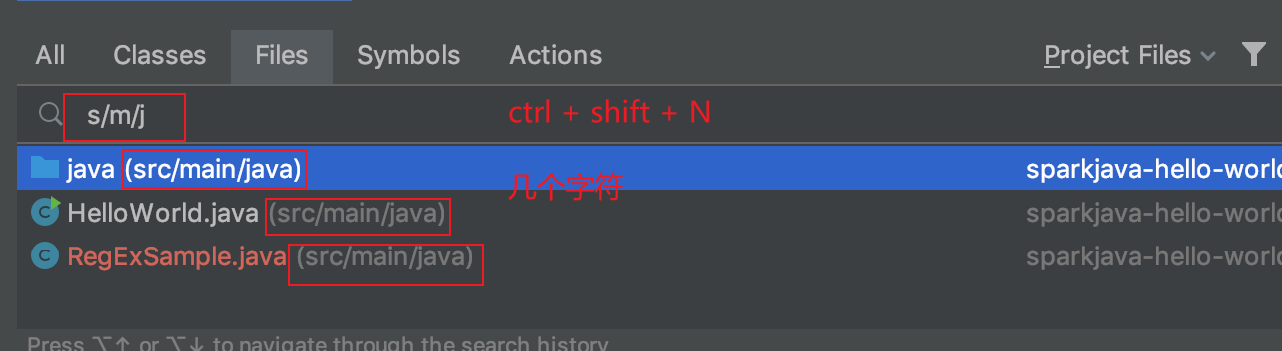 All Classes Files Symbols Actions Project Files
s/m/j ctrl + shift + N
java (src/main/java) sparkjava-hello-world
几个字符
HelloWorld.java (src/main/java) sparkjava-hello-world
RegExSample.java (src/main/java) sparkjava-hello-world
Press ⌥↑ or ⌥↓ to navigate through the search history